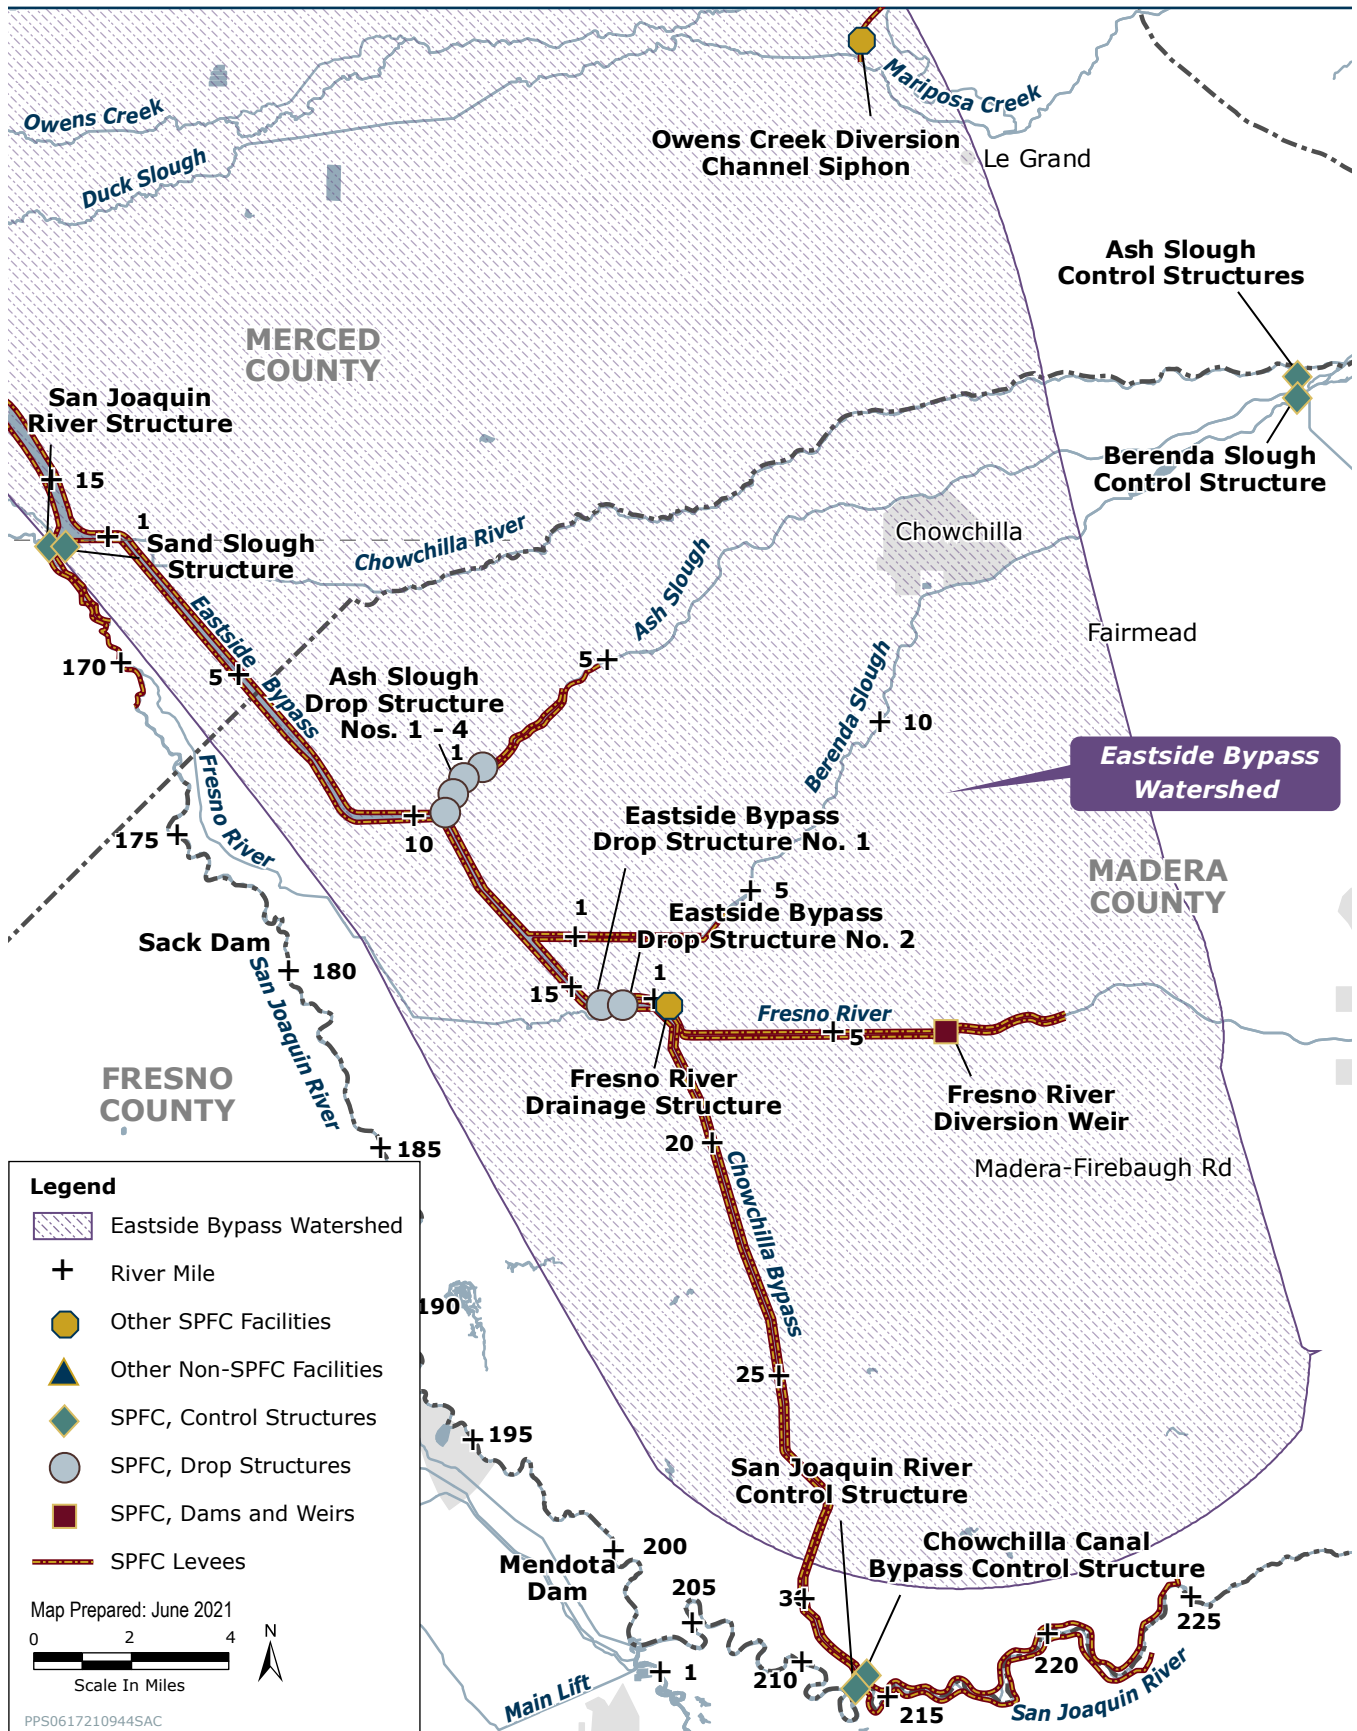 Owens Creek
Duck Slough
Mariposa Creek
Owens Creek Diversion
Channel Siphon
Le Grand
Ash Slough
Control Structures
MERCED
COUNTY
San Joaquin
River Structure
15
1
Sand Slough
Structure
Chowchilla River
Berenda Slough
Control Structure
Chowchilla
Ash Slough
Eastside
Bypass
Fairmead
170
5
5
Ash Slough
Drop Structure
Nos. 1 - 4
1
Berenda Slough
10
Eastside Bypass
Watershed
Fresno River
175
10
Eastside Bypass
Drop Structure No. 1
MADERA
COUNTY
5
1
Eastside Bypass
Drop Structure No. 2
Sack Dam
180
San Joaquin River
15
1
Fresno River
5
FRESNO
COUNTY
Fresno River
Drainage Structure
Fresno River
Diversion Weir
20
185
Madera-Firebaugh Rd
Chowchilla Bypass
Legend
Eastside Bypass Watershed
River Mile
Other SPFC Facilities
Other Non-SPFC Facilities
SPFC, Control Structures
SPFC, Drop Structures
SPFC, Dams and Weirs
SPFC Levees
Map Prepared: June 2021
0 2 4
N
Scale In Miles
PPS0617210944SAC
190
25
195
San Joaquin River
Control Structure
Chowchilla Canal
Bypass Control Structure
200
Mendota
Dam
205
225
210
220
1
Main Lift
215
San Joaquin River